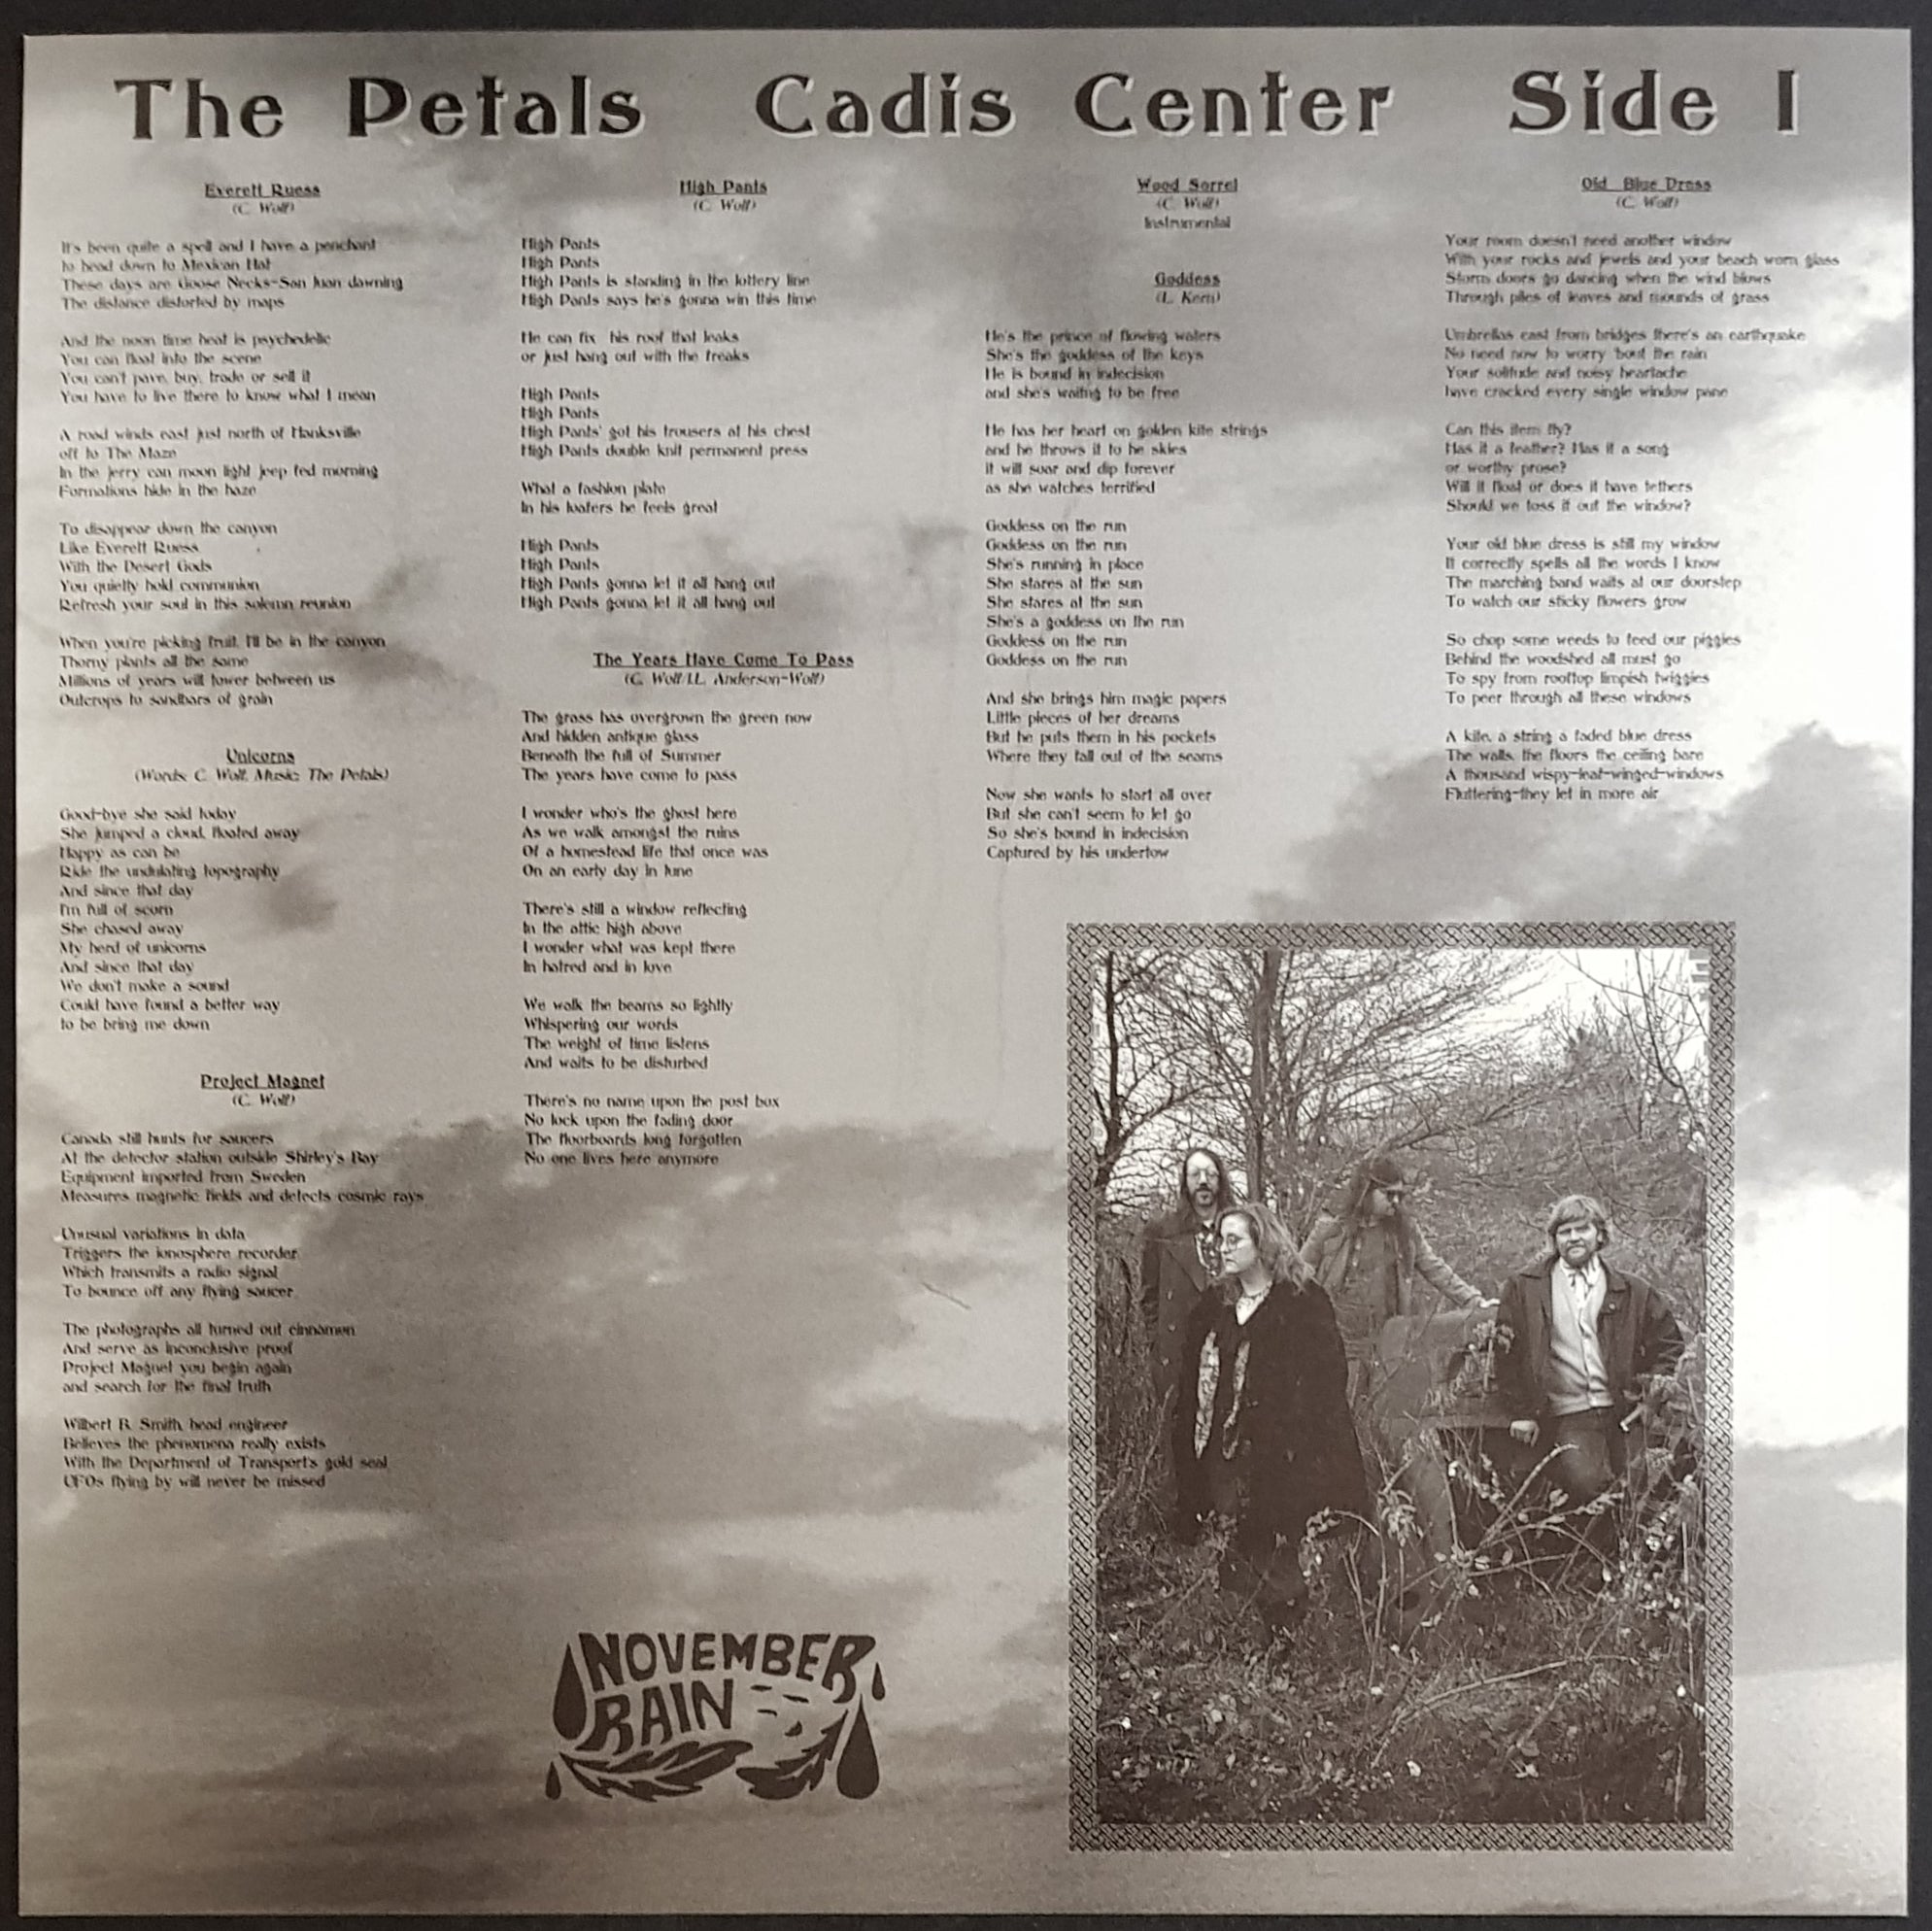 The Petals Cadis Center Side 1
Everett Ruess
(C. Wolf)
It's been quite a spell and I have a penchant
to head down to Mexican Hat
These days are Goose Necks-San Juan dawning
The distance distorted by maps
And the noon time heat is psychedelic
You can float into the scene
You can't pave, buy, trade or sell it
You have to live there to know what I mean
A road winds east just north of Hanksville
off to The Maze
In the jerry can moon light jeep fed morning
Formations hide in the haze
To disappear down the canyon
Like Everett Ruess
With the Desert Gods
You quietly hold communion
Refresh your soul in this solemn reunion
When you're picking fruit, I'll be in the canyon
Thorny plants all the same
Millions of years will tower between us
Outcrops to sandbars of grain
Unicorns
(Words: C. Wolf, Music: The Petals)
Good-bye she said today
She jumped a cloud, floated away
Happy as can be
Ride the undulating topography
And since that day
I'm full of scorn
She chased away
My herd of unicorns
And since that day
We don't make a sound
Could have found a better way
to be bring me down
Project Magnet
(C. Wolf)
Canada still hunts for saucers
At the detector station outside Shirley's Bay
Equipment imported from Sweden
Measures magnetic fields and detects cosmic rays
Unusual variations in data
Triggers the ionosphere recorder
Which transmits a radio signal
To bounce off any flying saucer
The photographs all turned out cinnamon
And serve as inconclusive proof
Project Magnet you begin again
and search for the final truth
Wilbert B. Smith, head engineer
Believes the phenomena really exists
With the Department of Transport's gold seal
UFOs flying by will never be missed
High Pants
(C. Wolf)
High Pants
High Pants
High Pants is standing in the lottery line
High Pants says he's gonna win this time
He can fix his roof that leaks
or just hang out with the freaks
High Pants
High Pants
High Pants' got his trousers at his chest
High Pants double knit permanent press
What a fashion plate
In his loafers he feels great
High Pants
High Pants
High Pants gonna let it all hang out
High Pants gonna let it all hang out
The Years Have Come To Pass
(C. Wolf/I.L. Anderson-Wolf)
The grass has overgrown the green now
And hidden antique glass
Beneath the full of Summer
The years have come to pass
I wonder who's the ghost here
As we walk amongst the ruins
Of a homestead life that once was
On an early day in June
There's still a window reflecting
In the attic high above
I wonder what was kept there
In hatred and in love
We walk the beams so lightly
Whispering our words
The weight of time listens
And waits to be disturbed
There's no name upon the post box
No lock upon the fading door
The floorboards long forgotten
No one lives here anymore
Wood Sorrel
(C. Wolf)
Instrumental
Goddess
(L. Kern)
He's the prince of flowing waters
She's the goddess of the keys
He is bound in indecision
and she's waiting to be free
He has her heart on golden kite strings
and he throws it to he skies
it will soar and dip forever
as she watches terrified
Goddess on the run
Goddess on the run
She's running in place
She stares at the sun
She stares at the sun
She's a goddess on the run
Goddess on the run
Goddess on the run
And she brings him magic papers
Little pieces of her dreams
But he puts them in his pockets
Where they fall out of the seams
Now she wants to start all over
But she can't seem to let go
So she's bound in indecision
Captured by his undertow
Old Blue Dress
(C. Wolf)
Your room doesn't need another window
With your rocks and jewels and your beach worn glass
Storm doors go dancing when the wind blows
Through piles of leaves and mounds of grass
Umbrellas cast from bridges there's an earthquake
No need now to worry 'bout the rain
Your solitude and noisy heartache
have cracked every single window pane
Can this item fly?
Has it a feather? Has it a song
or worthy prose?
Will it float or does it have tethers
Should we toss it out the window?
Your old blue dress is still my window
It correctly spells all the words I know
The marching band waits at our doorstep
To watch our sticky flowers grow
So chop some weeds to feed our piggies
Behind the woodshed all must go
To spy from rooftop limpish twiggies
To peer through all these windows
A kite, a string a faded blue dress
The walls, the floors the ceiling bare
A thousand wispy-leaf-winged-windows
Fluttering-they let in more air
NOVEMBER
RAIN